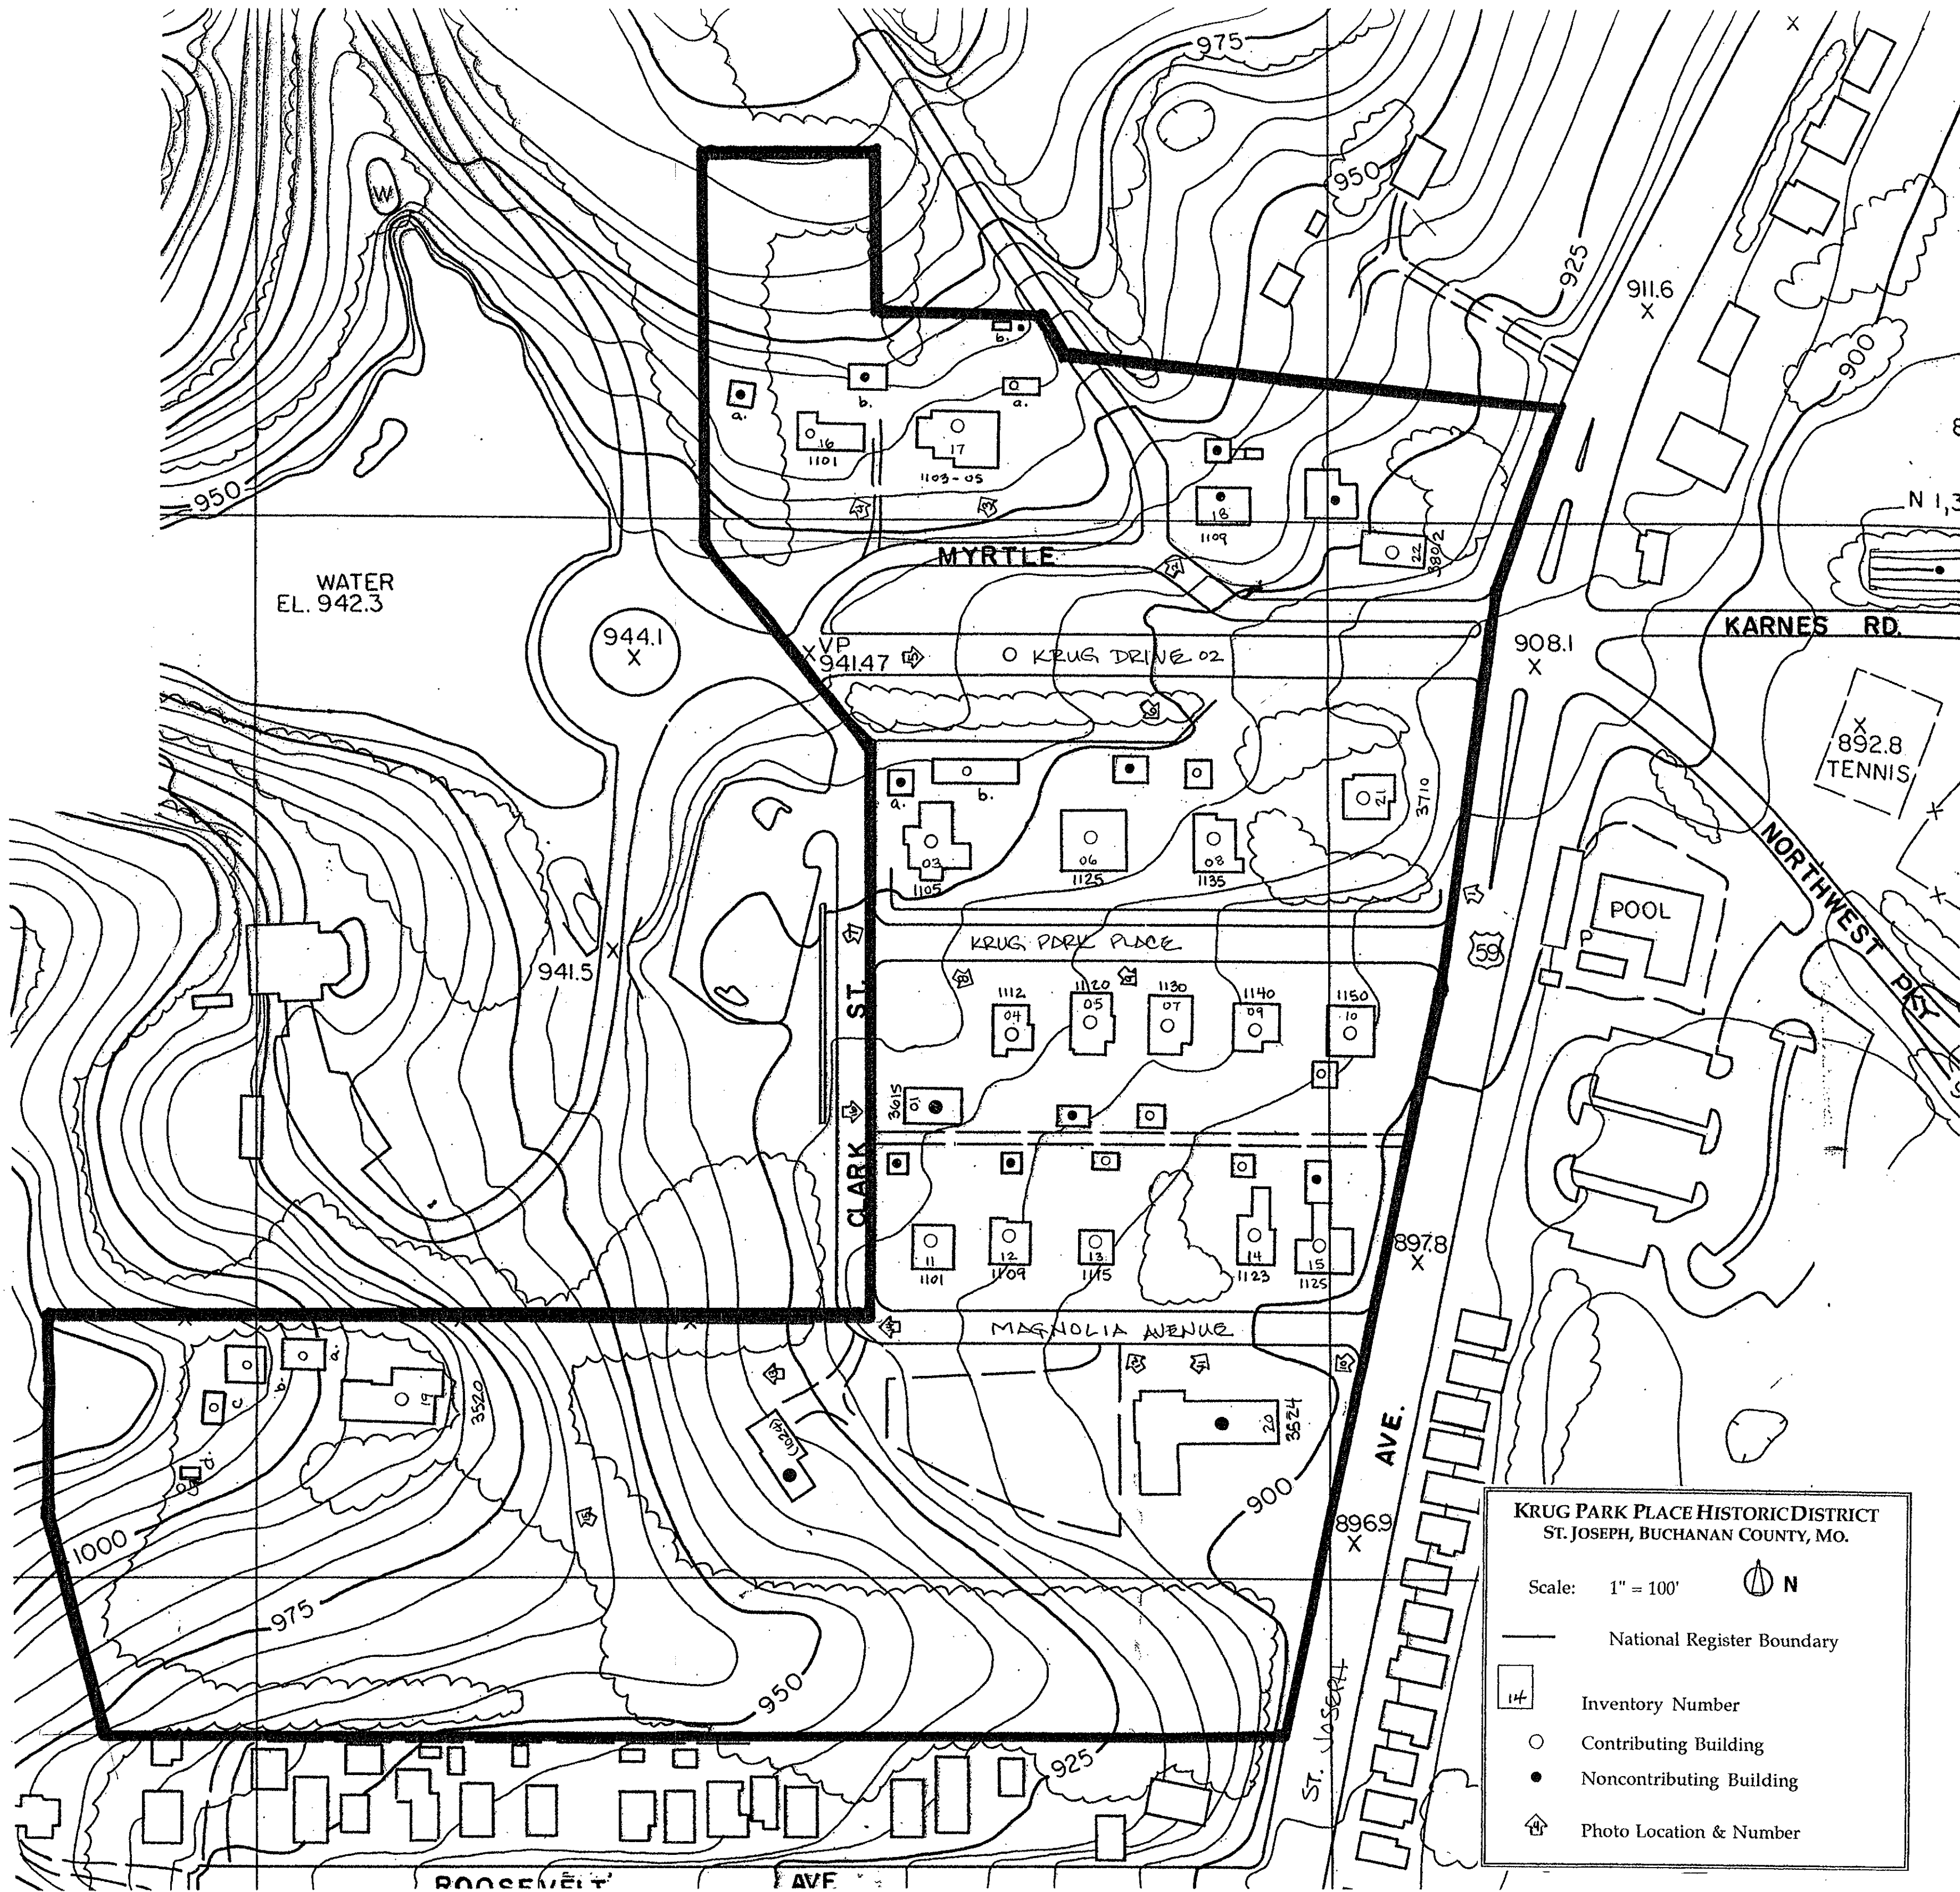 975
W
950
925
911.6
X
900
b.
a.
b.
a.
16
1101
17
1103-05
950
N 1,3
18
1109
22
3802
MYRTLE
WATER
EL. 942.3
944.1
X
VP
X 941.47
15
KRUG DRIVE 02
908.1
X
KARNES RD.
X
892.8
TENNIS
a.
b.
03
1105
06
1125
08
1135
21
3710
NORTHWEST PKY
POOL
P
59
KRUG PARK PLACE
941.5
X
1112
04
1120
05
1130
07
1140
09
1150
10
3615
01
CLARK ST.
11
1101
12
1109
13
1115
14
1123
15
1125
897.8
X
MAGNOLIA AVENUE
a.
b.
c
d.
19
3520
(1024)
20
3524
AVE.
900
896.9
X
1000
975
950
925
ST. JOSEPH
ROOSEVELT AVE
KRUG PARK PLACE HISTORIC DISTRICT
ST. JOSEPH, BUCHANAN COUNTY, MO.
Scale: 1" = 100' N
National Register Boundary
14
Inventory Number
Contributing Building
Noncontributing Building
4
Photo Location & Number